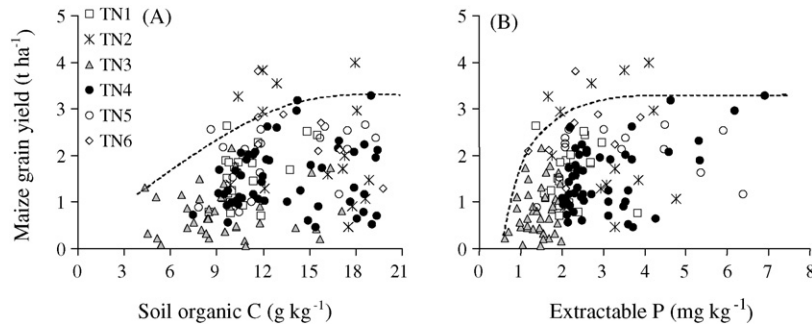 (A)
(B)
TN1
TN2
TN3
TN4
TN5
TN6
Maize grain yield (t ha⁻¹)
5
4
3
2
1
0
0 3 6 9 12 15 18 21
Soil organic C (g kg⁻¹)
5
4
3
2
1
0
0 1 2 3 4 5 6 7 8
Extractable P (mg kg⁻¹)